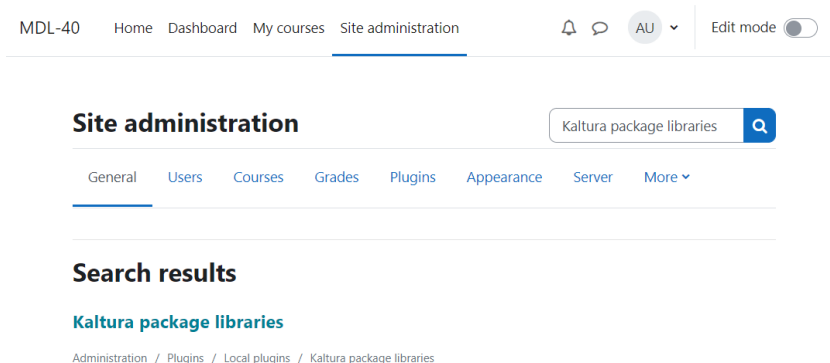 MDL-40 Home Dashboard My courses Site administration AU Edit mode
Site administration Kaltura package libraries
General Users Courses Grades Plugins Appearance Server More
Search results
Kaltura package libraries
Administration / Plugins / Local plugins / Kaltura package libraries